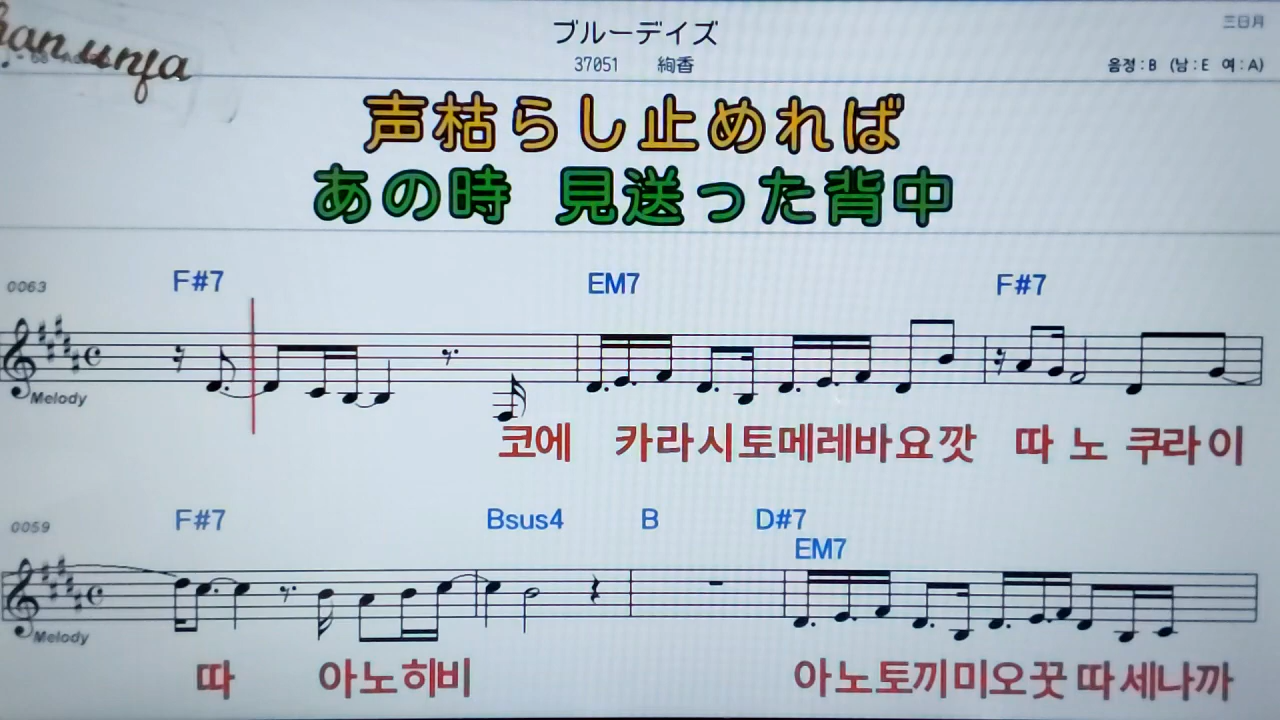 han unja
ブルーデイズ
三日月
37051 絢香
음정:B (남:E 여:A)
声枯らし止めれば
あの時 見送った背中
0063
F#7 EM7 F#7
Melody
코에 카라시토메레바요깟 따 노 쿠라이
0059
F#7 Bsus4 B D#7
EM7
Melody
따 아노히비 아노토끼미오꿋 따세나까